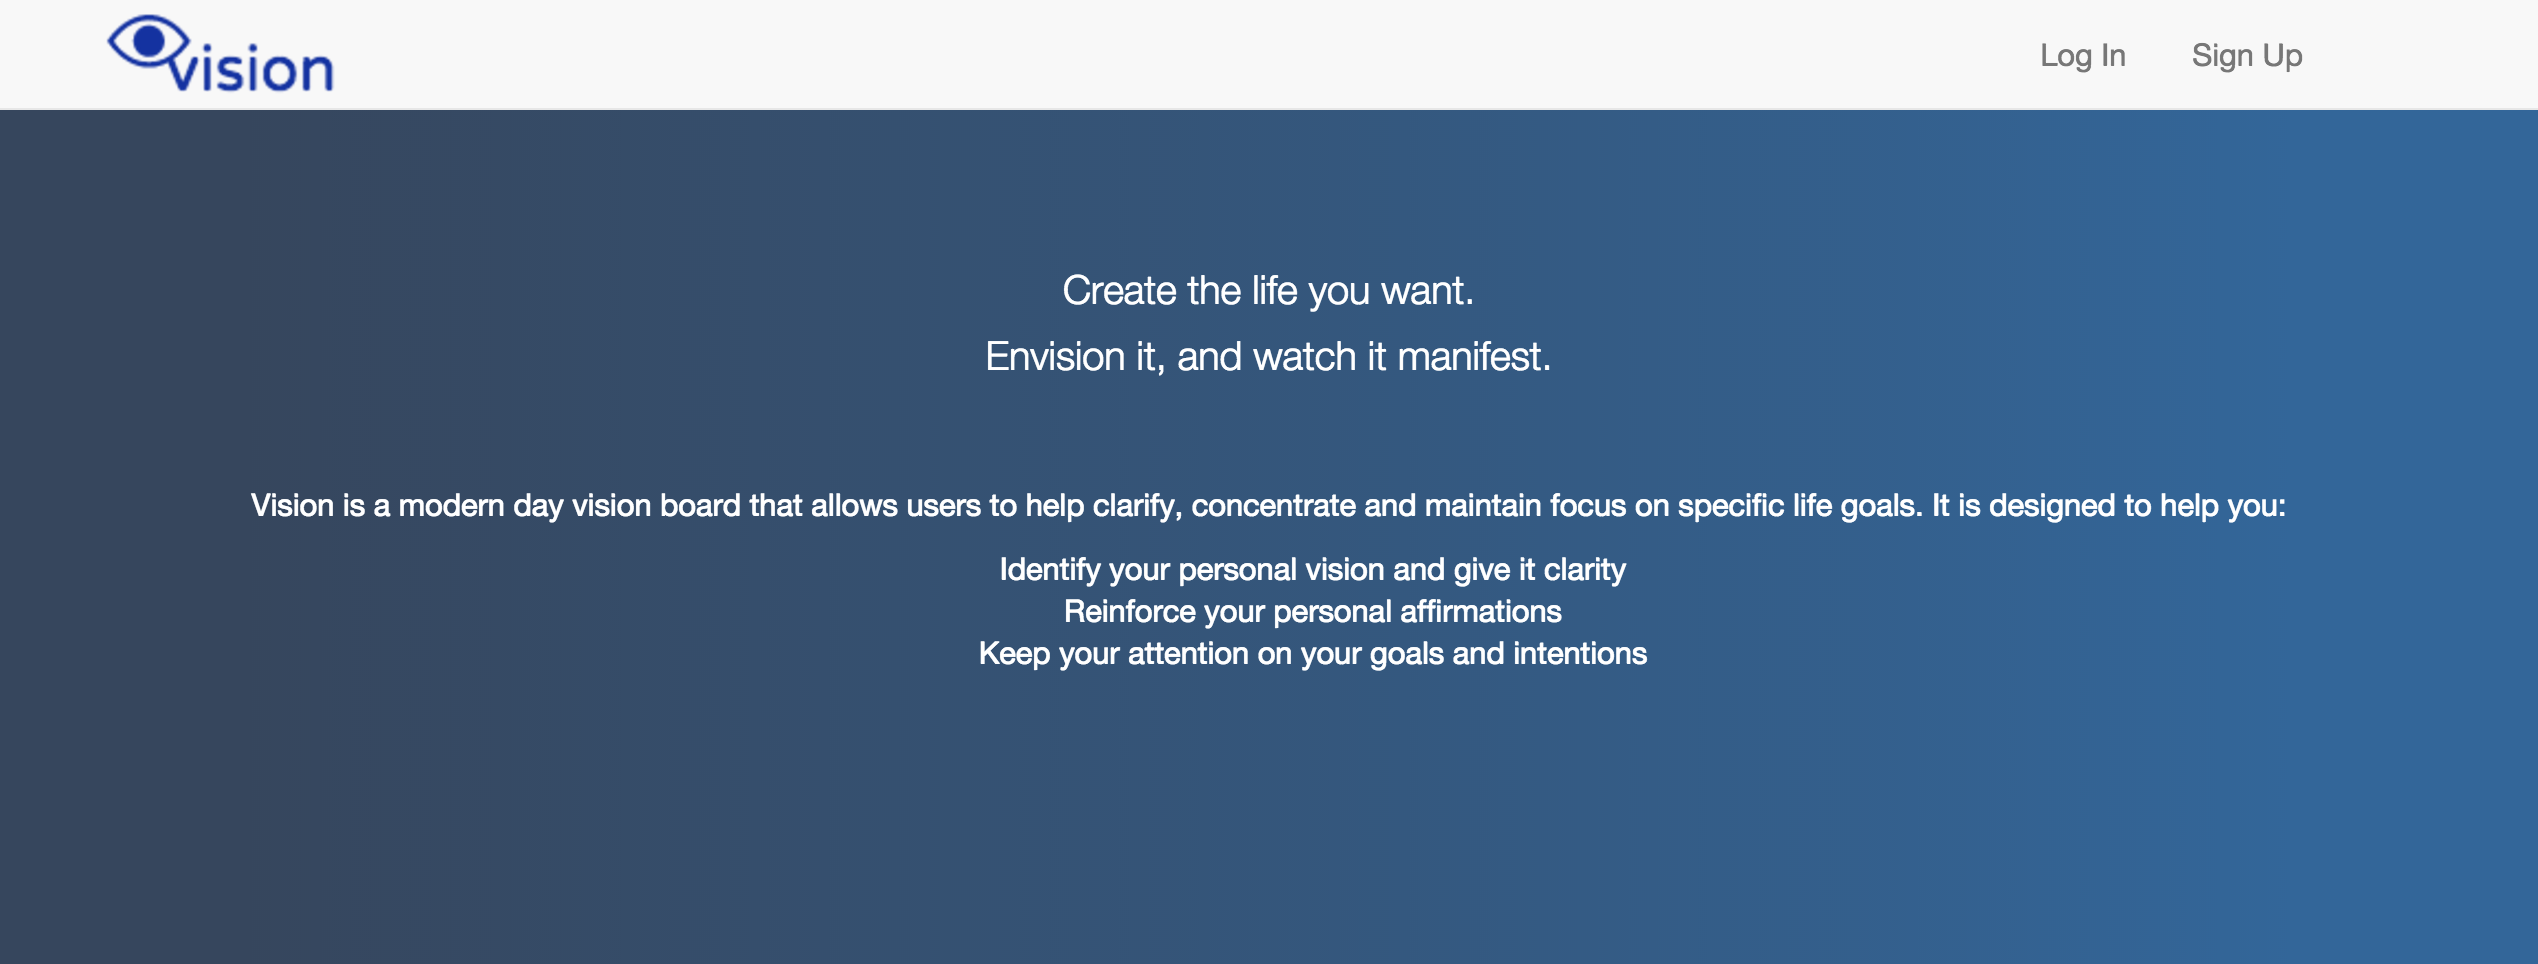 vision
Log In
Sign Up
Create the life you want.
Envision it, and watch it manifest.
Vision is a modern day vision board that allows users to help clarify, concentrate and maintain focus on specific life goals. It is designed to help you:
Identify your personal vision and give it clarity
Reinforce your personal affirmations
Keep your attention on your goals and intentions